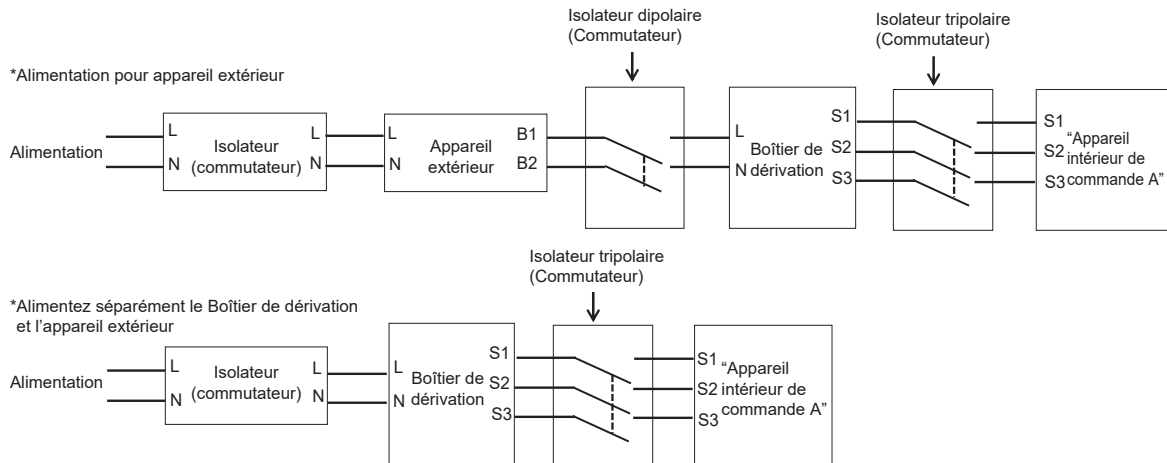 Isolateur dipolaire
(Commutateur)
Isolateur tripolaire
(Commutateur)
*Alimentation pour appareil extérieur
Alimentation
L
N
Isolateur
(commutateur)
L
N
L
N
Appareil
extérieur
B1
B2
L
N
Boîtier de
dérivation
S1
S2
S3
S1
S2
S3
“Appareil
intérieur de
commande A”
Isolateur tripolaire
(Commutateur)
*Alimentez séparément le Boîtier de dérivation
et l’appareil extérieur
Alimentation
L
N
Isolateur
(commutateur)
L
N
L
N
Boîtier de
dérivation
S1
S2
S3
S1
S2
S3
“Appareil
intérieur de
commande A”